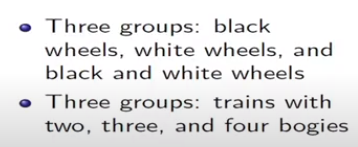 Three groups: black
wheels, white wheels, and
black and white wheels
Three groups: trains with
two, three, and four bogies